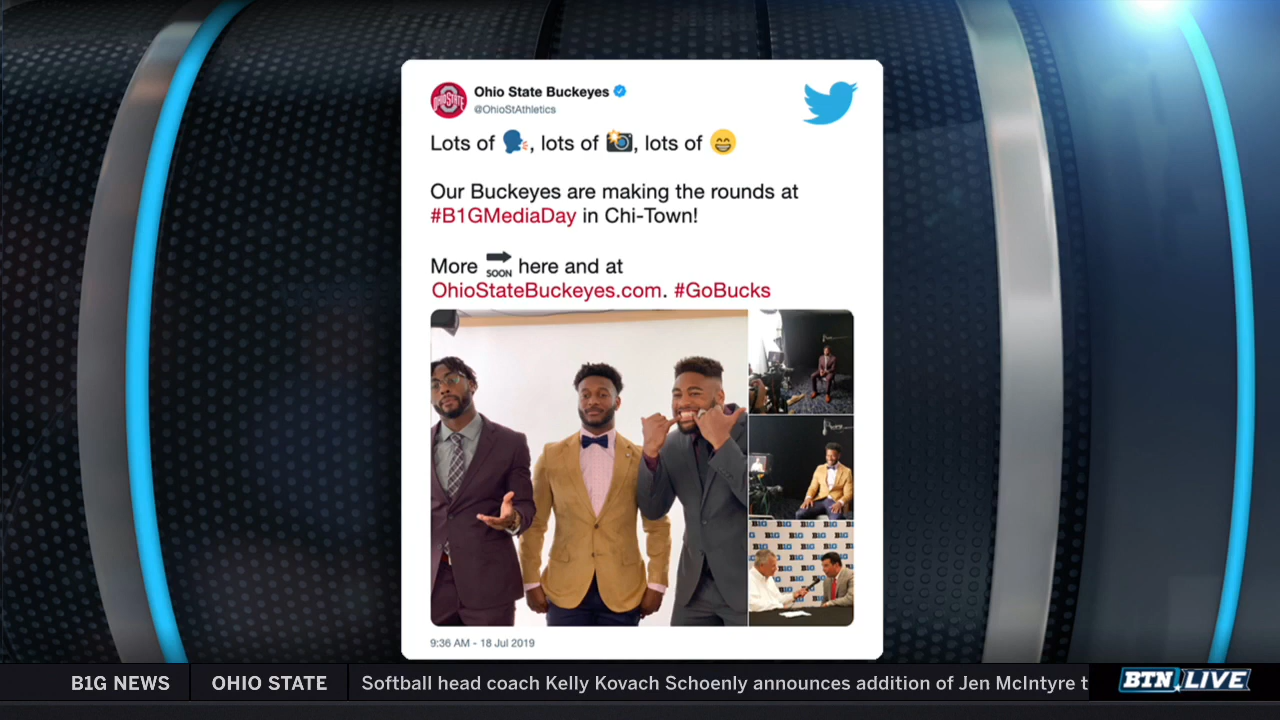 Ohio State Buckeyes
@OhioStAthletics
Lots of 🗣, lots of 📸, lots of 😁
Our Buckeyes are making the rounds at
#B1GMediaDay in Chi-Town!
More 🔜 here and at
OhioStateBuckeyes.com. #GoBucks
9:36 AM - 18 Jul 2019
B1G NEWS
OHIO STATE
Softball head coach Kelly Kovach Schoenly announces addition of Jen McIntyre t
BTN LIVE